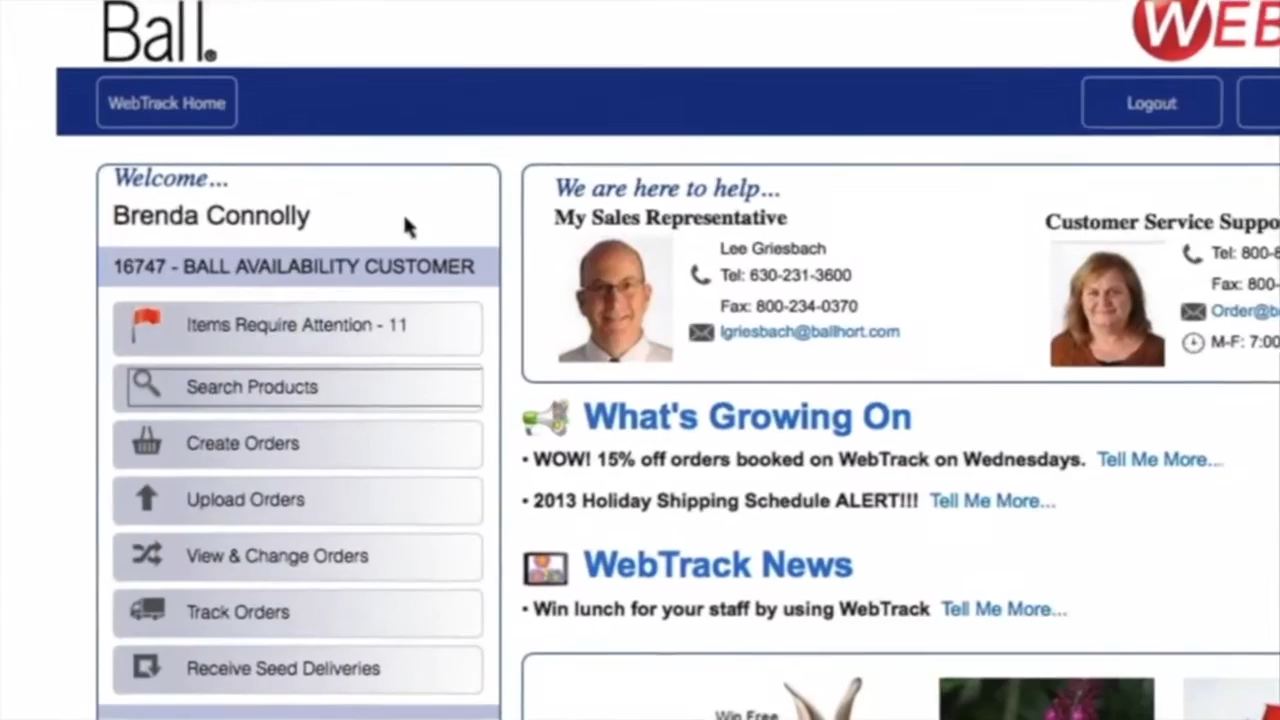 Ball.
WEB
WebTrack Home
Logout
Welcome...
Brenda Connolly
16747 - BALL AVAILABILITY CUSTOMER
Items Require Attention - 11
Search Products
Create Orders
Upload Orders
View & Change Orders
Track Orders
Receive Seed Deliveries
We are here to help...
My Sales Representative
Lee Griesbach
Tel: 630-231-3600
Fax: 800-234-0370
lgriesbach@ballhort.com
Customer Service Suppo
Tel: 800-
Fax: 800-
Order@b
M-F: 7:00
What's Growing On
• WOW! 15% off orders booked on WebTrack on Wednesdays. Tell Me More...
• 2013 Holiday Shipping Schedule ALERT!!! Tell Me More...
WebTrack News
• Win lunch for your staff by using WebTrack Tell Me More...
Win Free